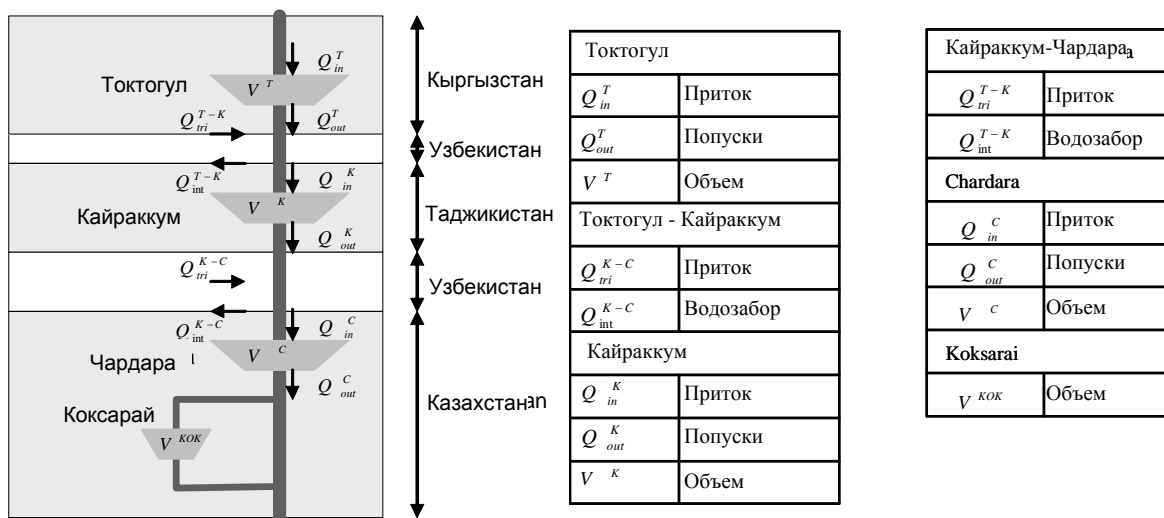 Q_in^T
Токтогул
V^T
Q_tri^T-K
Q_out^T
Q_int^T-K
Q_in^K
Кайраккум
V^K
Q_out^K
Q_tri^K-C
Q_int^K-C
Q_in^C
Чардара
V^C
Q_out^C
Коксарай
V^KOK
Кыргызстан
Узбекистан
Таджикистан
Узбекистан
Казахстан
Токтогул
Q_in^T Приток
Q_out^T Попуски
V^T Объем
Токтогул - Кайраккум
Q_tri^K-C Приток
Q_int^K-C Водозабор
Кайраккум
Q_in^K Приток
Q_out^K Попуски
V^K Объем
Кайраккум-Чардара
Q_tri^T-K Приток
Q_int^T-K Водозабор
Chardara
Q_in^C Приток
Q_out^C Попуски
V^C Объем
Koksarai
V^KOK Объем